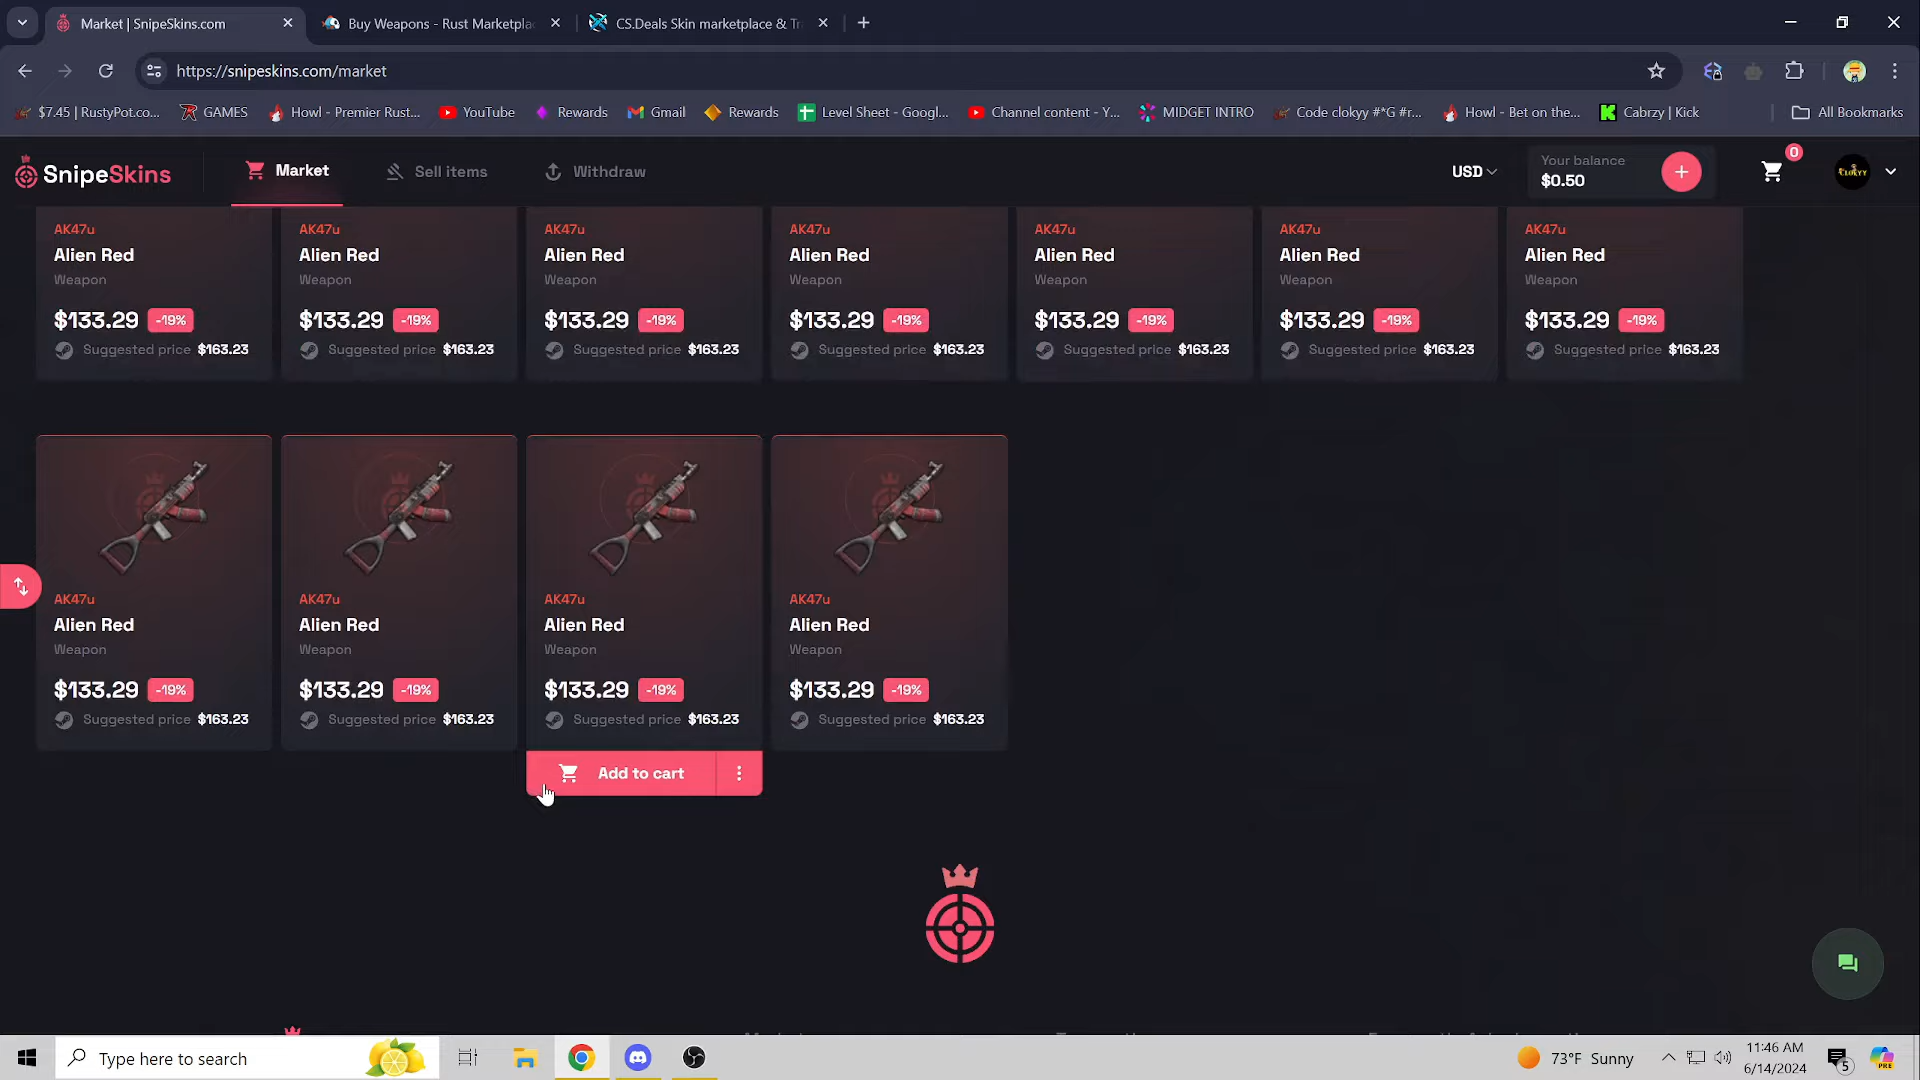 Market | SnipeSkins.com
Buy Weapons - Rust Marketpla
CS.Deals Skin marketplace & Tr
https://snipeskins.com/market
$7.45 | RustyPot.co...
GAMES
Howl - Premier Rust...
YouTube
Rewards
Gmail
Rewards
Level Sheet - Googl...
Channel content - Y...
MIDGET INTRO
Code clokyy #*G #r...
Howl - Bet on the...
Cabrzy | Kick
All Bookmarks
SnipeSkins
Market
Sell items
Withdraw
USD
Your balance
$0.50
0
CLOKYY
AK47u AK47u AK47u AK47u AK47u AK47u AK47u
Alien Red Alien Red Alien Red Alien Red Alien Red Alien Red Alien Red
Weapon Weapon Weapon Weapon Weapon Weapon Weapon
$133.29 -19% $133.29 -19% $133.29 -19% $133.29 -19% $133.29 -19% $133.29 -19% $133.29 -19%
Suggested price $163.23 Suggested price $163.23 Suggested price $163.23 Suggested price $163.23 Suggested price $163.23 Suggested price $163.23 Suggested price $163.23
AK47u AK47u AK47u AK47u
Alien Red Alien Red Alien Red Alien Red
Weapon Weapon Weapon Weapon
$133.29 -19% $133.29 -19% $133.29 -19% $133.29 -19%
Suggested price $163.23 Suggested price $163.23 Suggested price $163.23 Suggested price $163.23
Add to cart
Type here to search
73°F Sunny
11:46 AM
6/14/2024
5
PRE